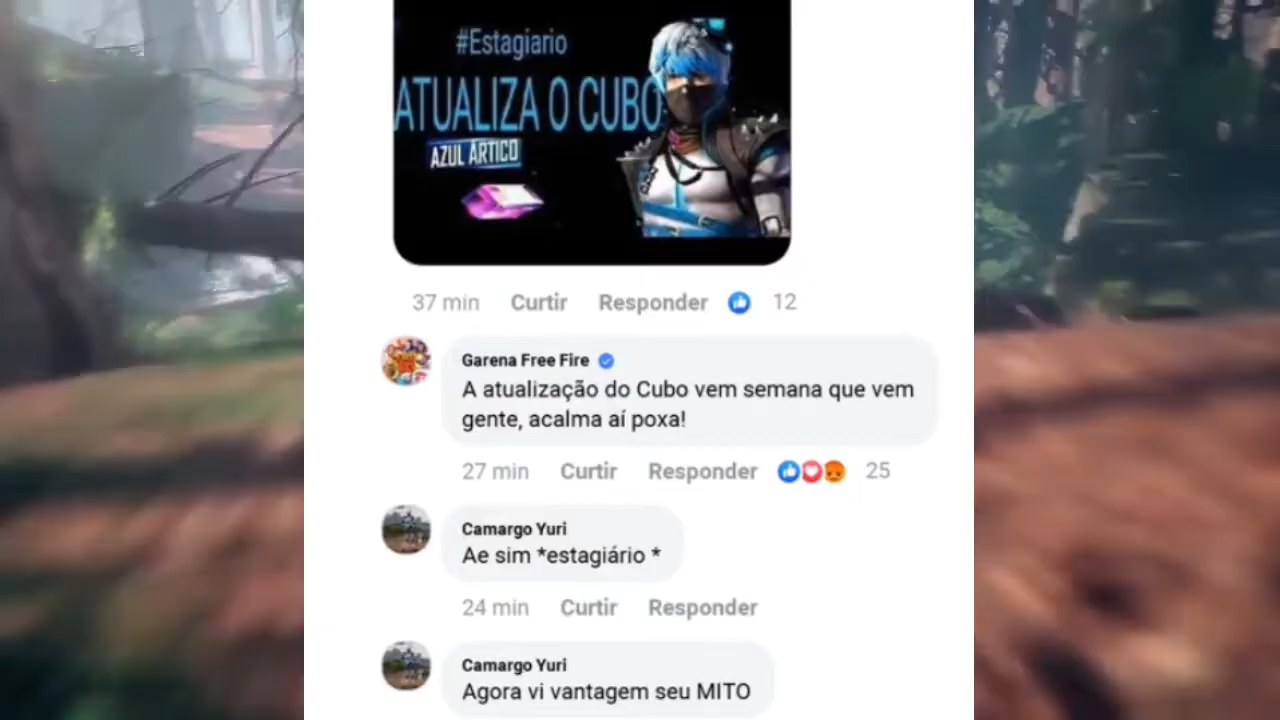 #Estagiario
ATUALIZA O CUBO
AZUL ARTICO
37 min Curtir Responder 12
Garena Free Fire
A atualização do Cubo vem semana que vem
gente, acalma aí poxa!
27 min Curtir Responder 25
Camargo Yuri
Ae sim *estagiário *
24 min Curtir Responder
Camargo Yuri
Agora vi vantagem seu MITO